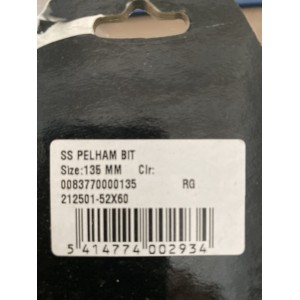 SS PELHAM BIT
Size:135 MM Clr:
0083770000135 RG
212501-52X60
5 414774 002934